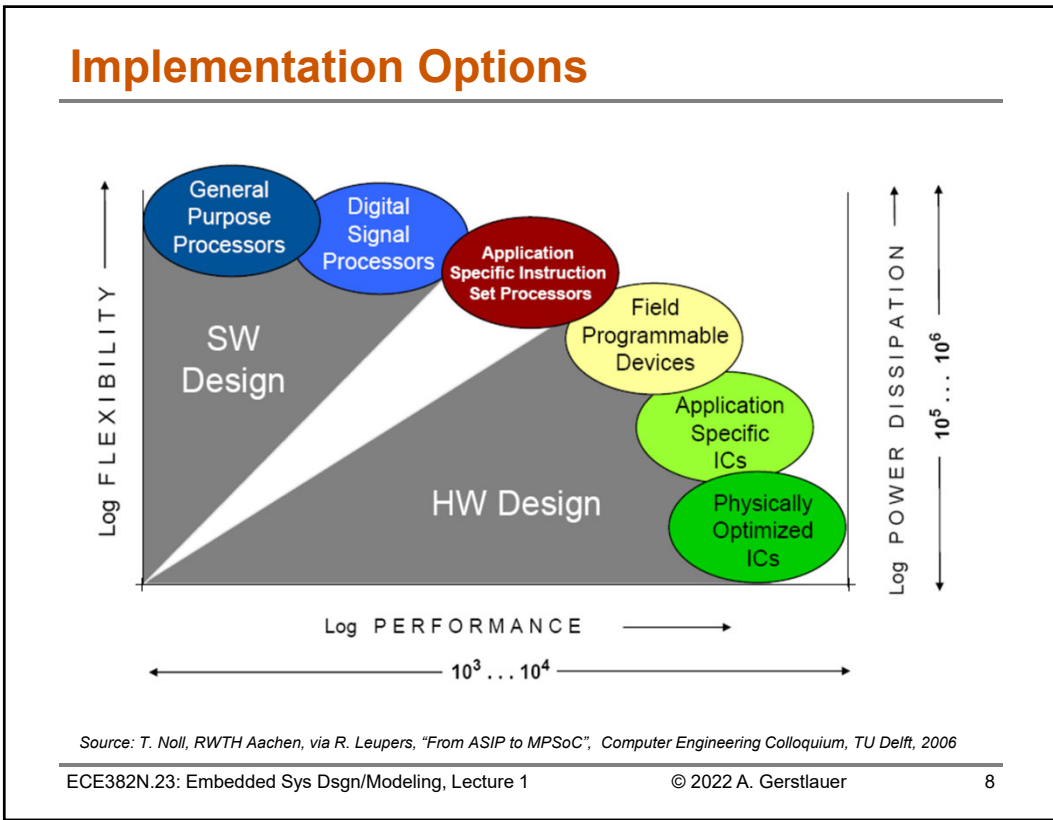 Implementation Options
Log FLEXIBILITY
General
Purpose
Processors
Digital
Signal
Processors
Application
Specific Instruction
Set Processors
Field
Programmable
Devices
Application
Specific
ICs
Physically
Optimized
ICs
SW
Design
HW Design
Log POWER DISSIPATION
10⁵ . . . 10⁶
Log PERFORMANCE
10³ . . . 10⁴
Source: T. Noll, RWTH Aachen, via R. Leupers, “From ASIP to MPSoC”, Computer Engineering Colloquium, TU Delft, 2006
ECE382N.23: Embedded Sys Dsgn/Modeling, Lecture 1 © 2022 A. Gerstlauer 8